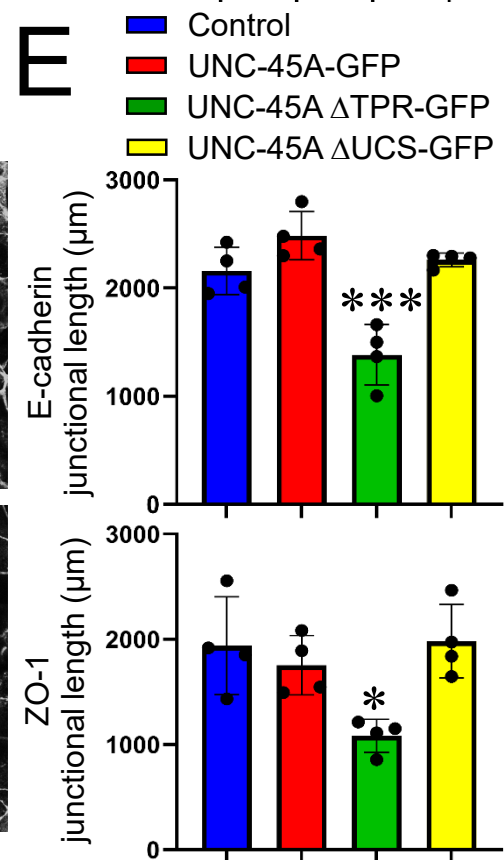 E
Control
UNC-45A-GFP
UNC-45A ΔTPR-GFP
UNC-45A ΔUCS-GFP
E-cadherin
junctional length (μm)
3000
2000
1000
0
***
ZO-1
junctional length (μm)
3000
2000
1000
0
*